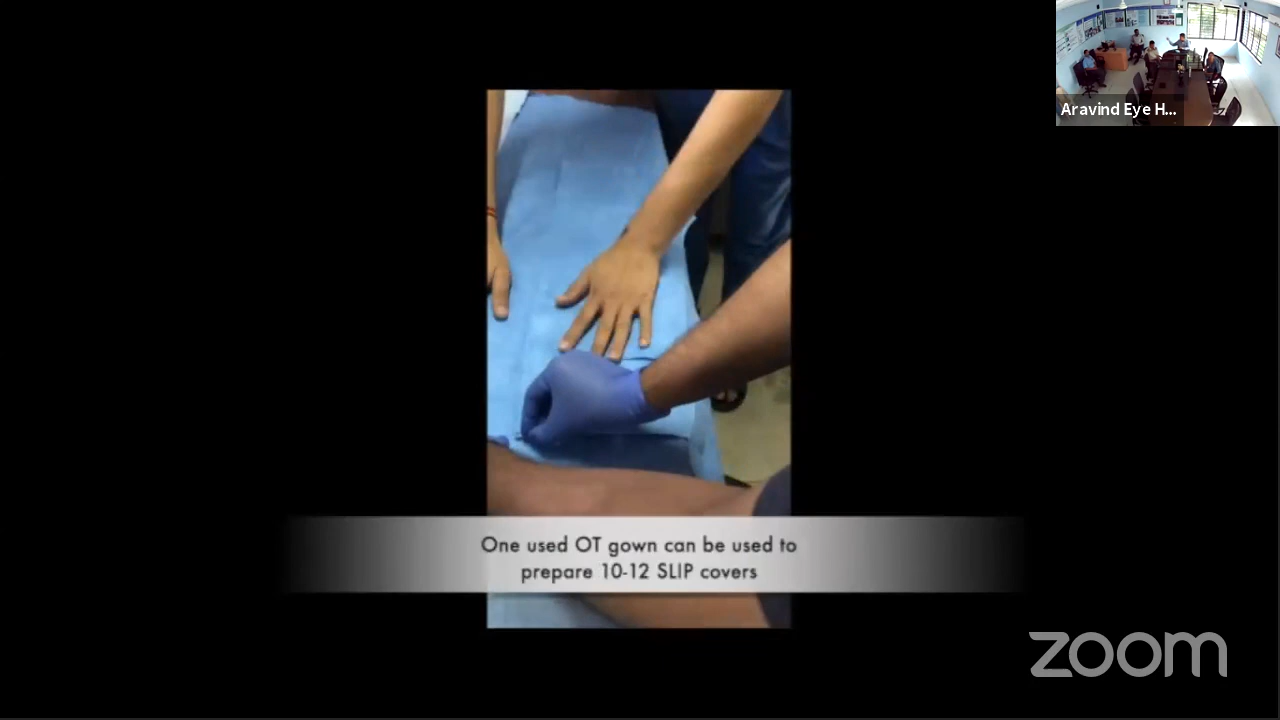 Aravind Eye H...
One used OT gown can be used to
prepare 10-12 SLIP covers
zoom